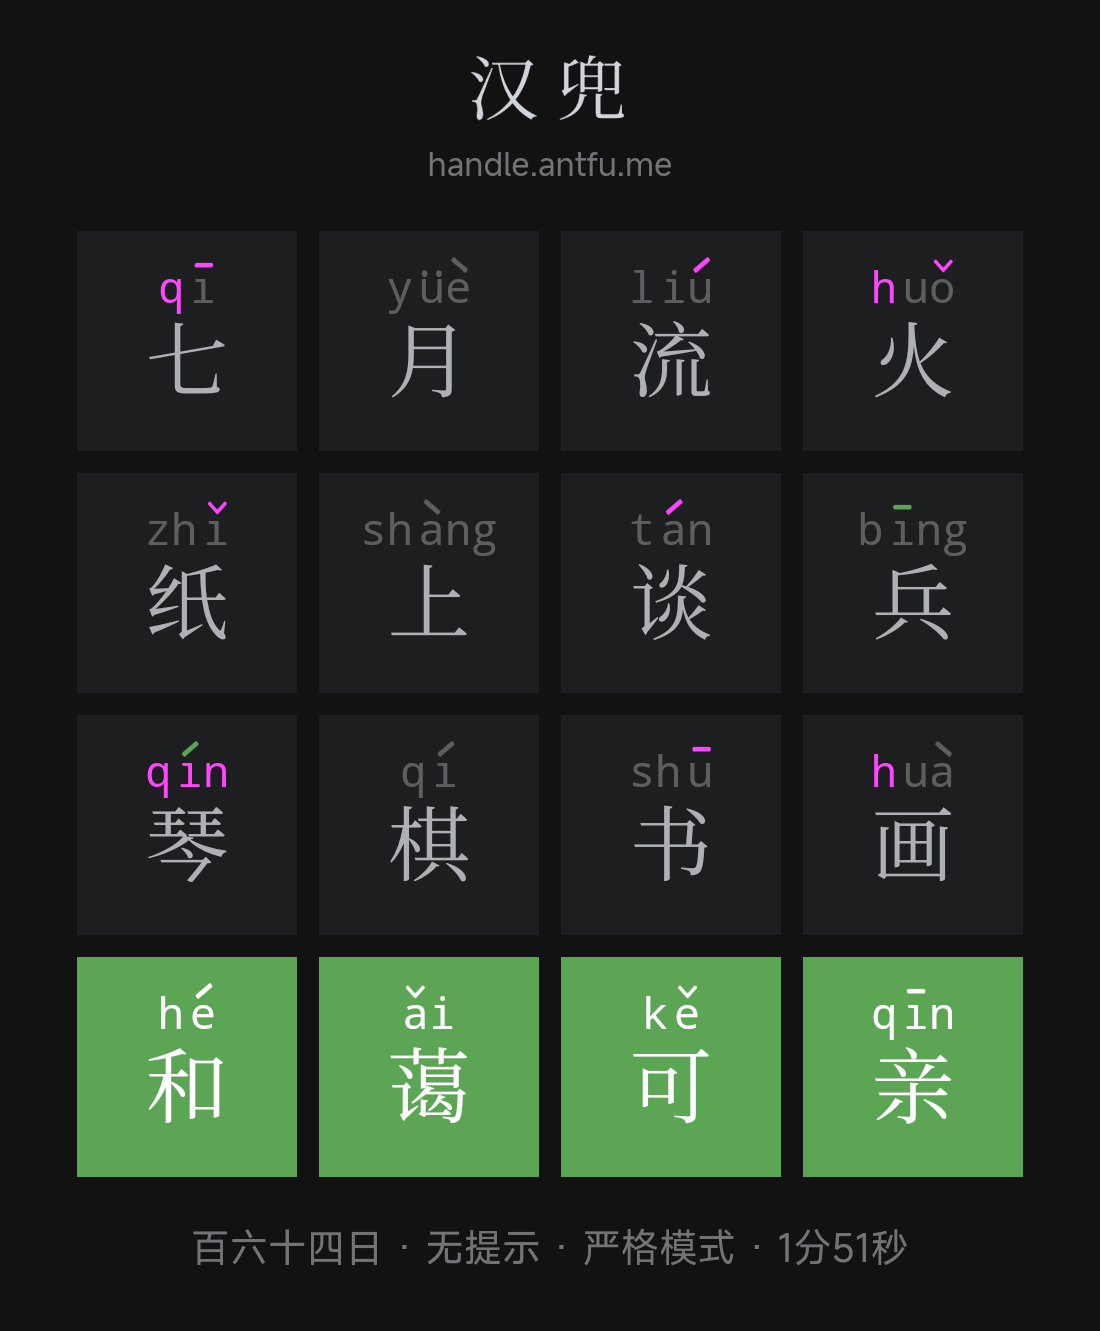 汉兜
handle.antfu.me
qī yüè liú huǒ
七 月 流 火
zhǐ shàng tán bīng
纸 上 谈 兵
qín qí shū huà
琴 棋 书 画
hé ǎi kě qīn
和 蔼 可 亲
百六十四日 · 无提示 · 严格模式 · 1分51秒